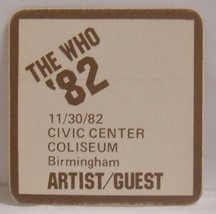 THE WHO
'82
11/30/82
CIVIC CENTER
COLISEUM
Birmingham
ARTIST/GUEST